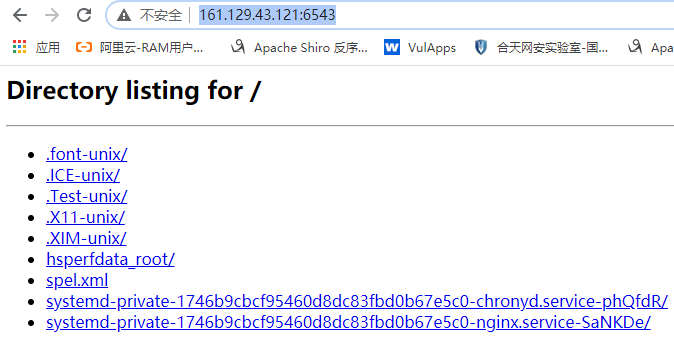 不安全 161.129.43.121:6543
应用 阿里云-RAM用户... Apache Shiro 反序... VulApps 合天网安实验室-国... Apa
Directory listing for /
.font-unix/
.ICE-unix/
.Test-unix/
.X11-unix/
.XIM-unix/
hsperfdata_root/
spel.xml
systemd-private-1746b9cbcf95460d8dc83fbd0b67e5c0-chronyd.service-phQfdR/
systemd-private-1746b9cbcf95460d8dc83fbd0b67e5c0-nginx.service-SaNKDe/